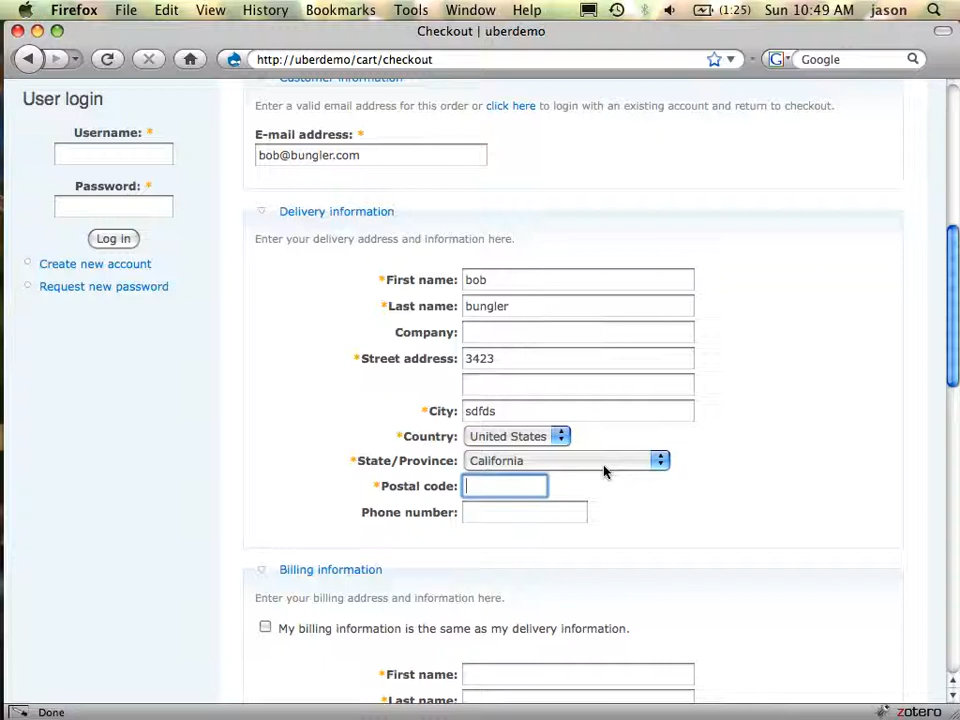 Firefox File Edit View History Bookmarks Tools Window Help (1:25) Sun 10:49 AM jason
Checkout | uberdemo
http://uberdemo/cart/checkout
Google
Customer information
User login
Enter a valid email address for this order or click here to login with an existing account and return to checkout.
Username: *
E-mail address: *
bob@bungler.com
Password: *
Log in
Create new account
Request new password
Delivery information
Enter your delivery address and information here.
*First name: bob
*Last name: bungler
Company:
*Street address: 3423
*City: sdfds
*Country: United States
*State/Province: California
*Postal code:
Phone number:
Billing information
Enter your billing address and information here.
My billing information is the same as my delivery information.
*First name:
*Last name:
Done
zotero